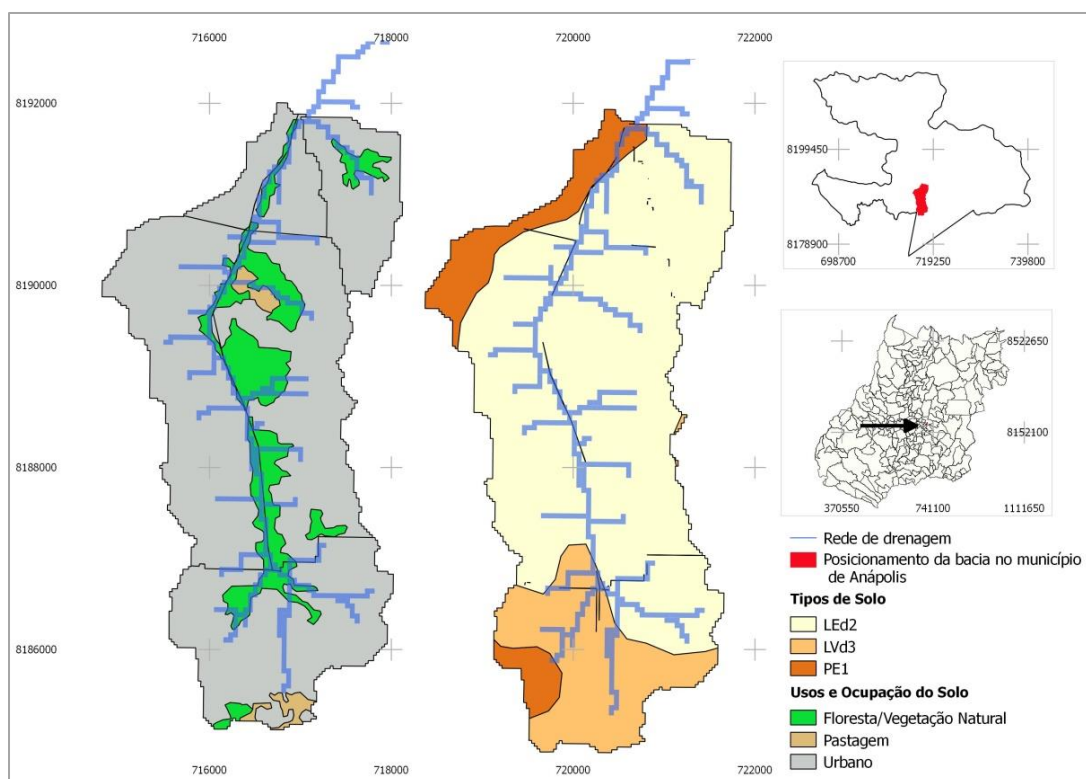 716000 718000 720000 722000
8192000
8190000
8188000
8186000
716000 718000 720000 722000
8199450
8178900
698700 719250 739800
8522650
8152100
370550 741100 1111650
Rede de drenagem
Posicionamento da bacia no município
de Anápolis
Tipos de Solo
LEd2
LVd3
PE1
Usos e Ocupação do Solo
Floresta/Vegetação Natural
Pastagem
Urbano